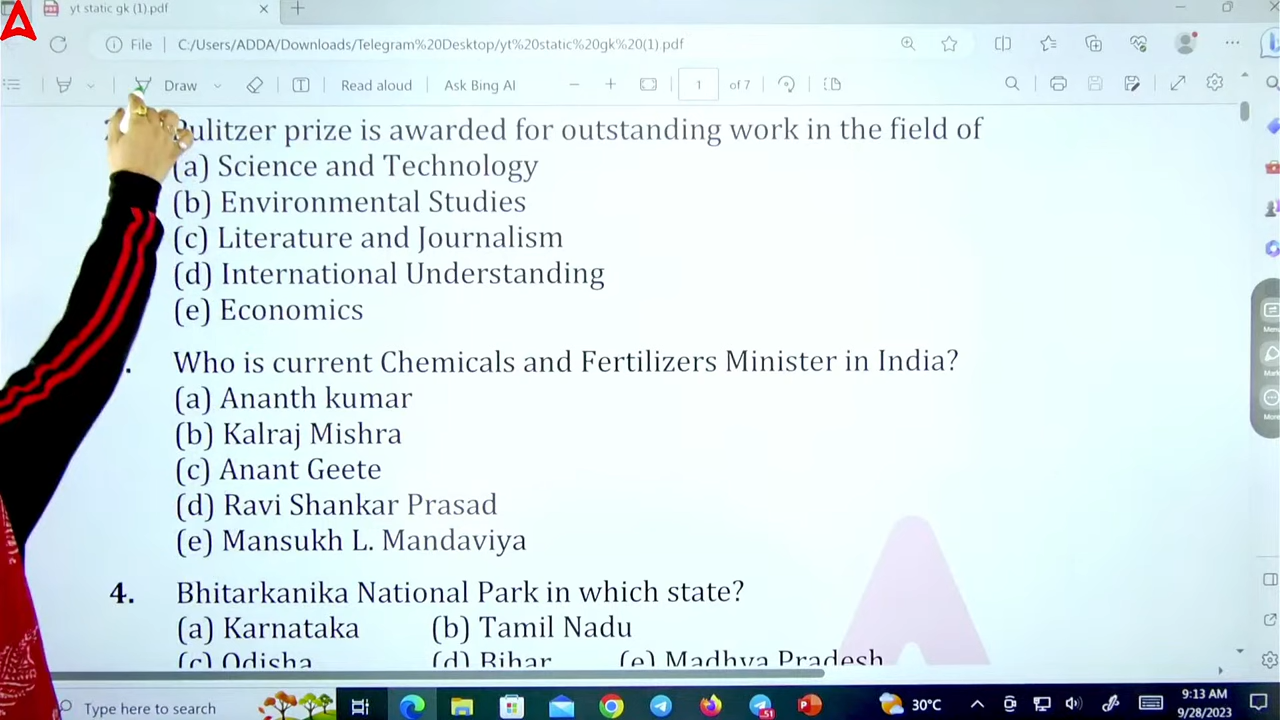 yt static gk (1).pdf
File C:/Users/ADDA/Downloads/Telegram%20Desktop/yt%20static%20gk%20(1).pdf
Draw Read aloud Ask Bing AI 1 of 7
Pulitzer prize is awarded for outstanding work in the field of
(a) Science and Technology
(b) Environmental Studies
(c) Literature and Journalism
(d) International Understanding
(e) Economics
Who is current Chemicals and Fertilizers Minister in India?
(a) Ananth kumar
(b) Kalraj Mishra
(c) Anant Geete
(d) Ravi Shankar Prasad
(e) Mansukh L. Mandaviya
4. Bhitarkanika National Park in which state?
(a) Karnataka (b) Tamil Nadu
(c) Odisha (d) Bihar (e) Madhya Pradesh
Type here to search 51 30°C 9:13 AM
9/28/2023